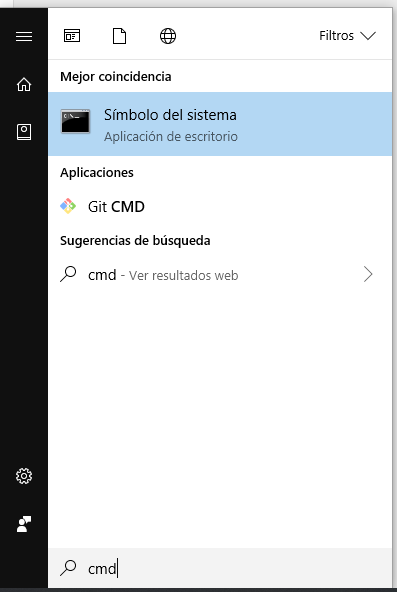 Filtros
Mejor coincidencia
Símbolo del sistema
Aplicación de escritorio
Aplicaciones
Git CMD
Sugerencias de búsqueda
cmd - Ver resultados web
cmd